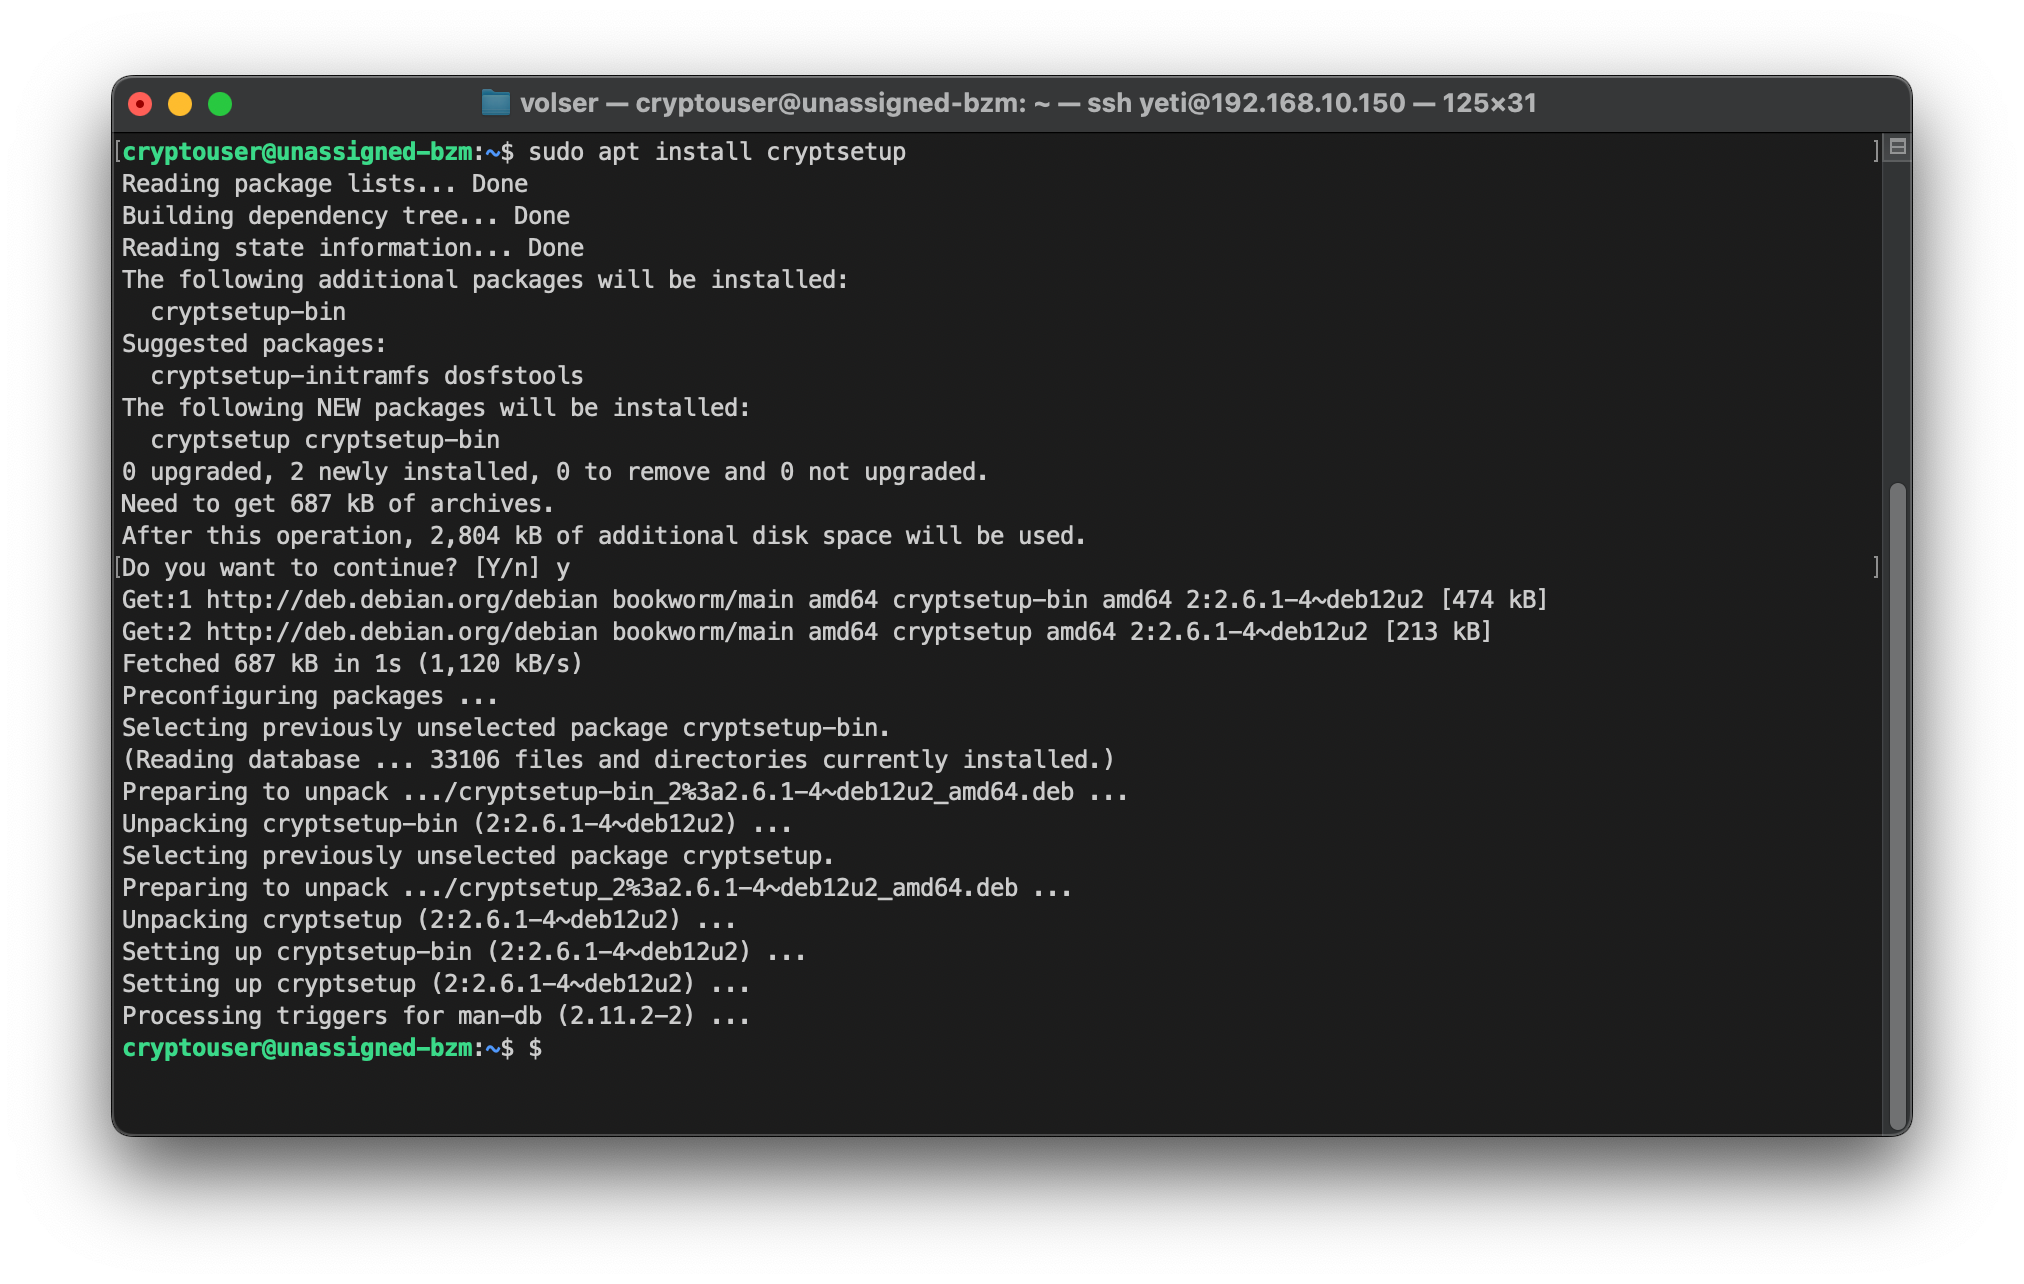 volser — cryptouser@unassigned-bzm: ~ — ssh yeti@192.168.10.150 — 125×31
[cryptouser@unassigned-bzm:~$ sudo apt install cryptsetup ]
Reading package lists... Done
Building dependency tree... Done
Reading state information... Done
The following additional packages will be installed:
  cryptsetup-bin
Suggested packages:
  cryptsetup-initramfs dosfstools
The following NEW packages will be installed:
  cryptsetup cryptsetup-bin
0 upgraded, 2 newly installed, 0 to remove and 0 not upgraded.
Need to get 687 kB of archives.
After this operation, 2,804 kB of additional disk space will be used.
[Do you want to continue? [Y/n] y ]
Get:1 http://deb.debian.org/debian bookworm/main amd64 cryptsetup-bin amd64 2:2.6.1-4~deb12u2 [474 kB]
Get:2 http://deb.debian.org/debian bookworm/main amd64 cryptsetup amd64 2:2.6.1-4~deb12u2 [213 kB]
Fetched 687 kB in 1s (1,120 kB/s)
Preconfiguring packages ...
Selecting previously unselected package cryptsetup-bin.
(Reading database ... 33106 files and directories currently installed.)
Preparing to unpack .../cryptsetup-bin_2%3a2.6.1-4~deb12u2_amd64.deb ...
Unpacking cryptsetup-bin (2:2.6.1-4~deb12u2) ...
Selecting previously unselected package cryptsetup.
Preparing to unpack .../cryptsetup_2%3a2.6.1-4~deb12u2_amd64.deb ...
Unpacking cryptsetup (2:2.6.1-4~deb12u2) ...
Setting up cryptsetup-bin (2:2.6.1-4~deb12u2) ...
Setting up cryptsetup (2:2.6.1-4~deb12u2) ...
Processing triggers for man-db (2.11.2-2) ...
cryptouser@unassigned-bzm:~$ $